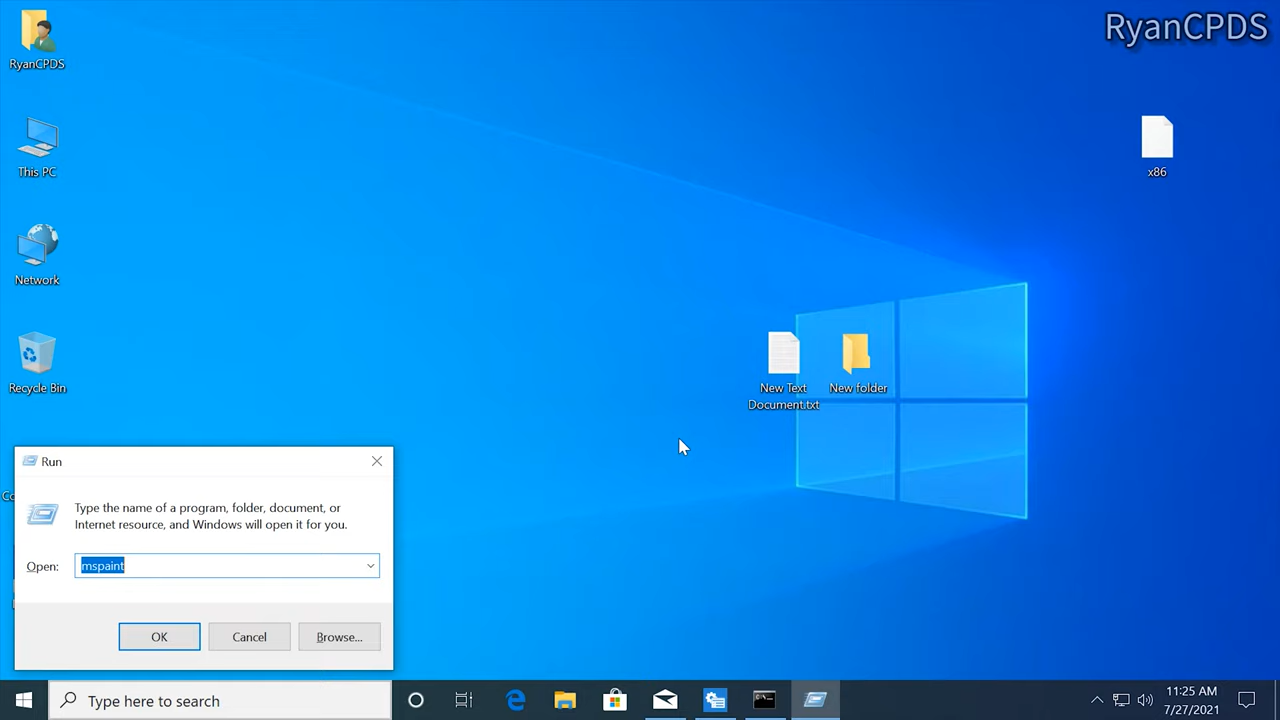 RyanCPDS
RyanCPDS
This PC
x86
Network
Recycle Bin
New Text
Document.txt
New folder
Run
Type the name of a program, folder, document, or
Internet resource, and Windows will open it for you.
Open:
mspaint
OK
Cancel
Browse...
Type here to search
11:25 AM
7/27/2021